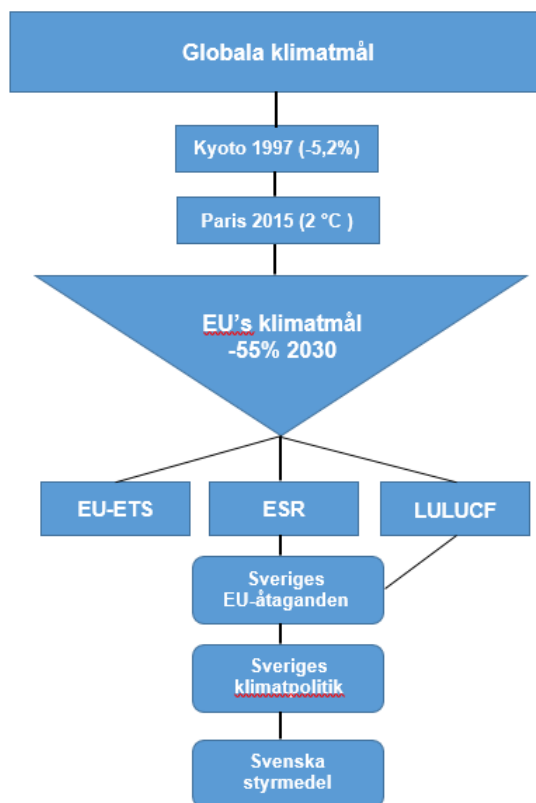 Globala klimatmål
Kyoto 1997 (-5,2%)
Paris 2015 (2 °C )
EU’s klimatmål
-55% 2030
EU-ETS
ESR
LULUCF
Sveriges
EU-åtaganden
Sveriges
klimatpolitik
Svenska
styrmedel